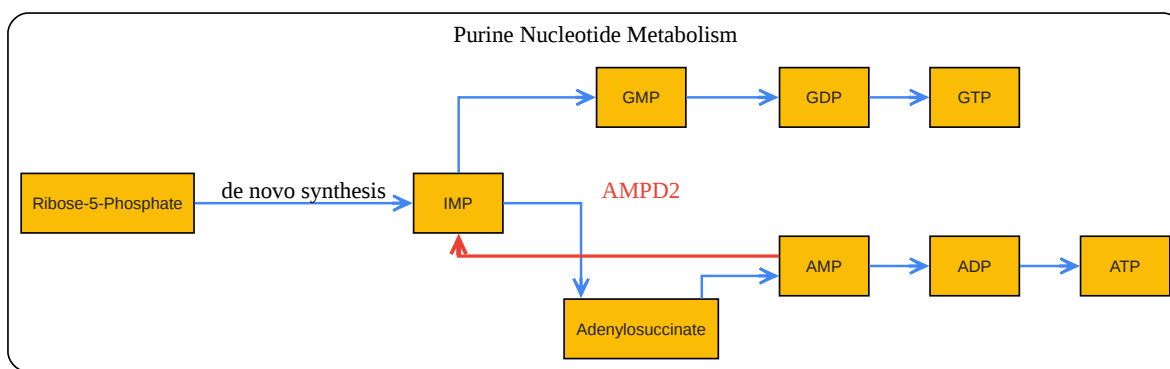 Purine Nucleotide Metabolism
GMP
GDP
GTP
Ribose-5-Phosphate
de novo synthesis
IMP
AMPD2
AMP
ADP
ATP
Adenylosuccinate